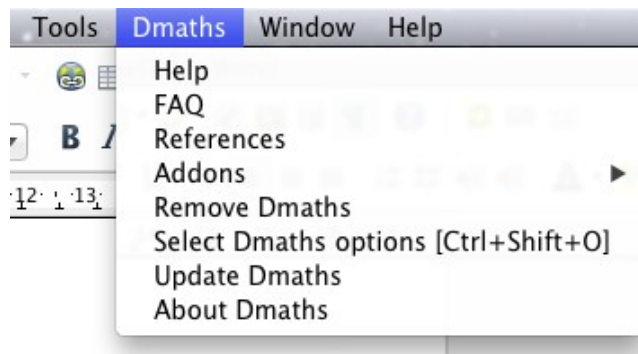 Tools Dmaths Window Help
Help
FAQ
References
Addons
B I
Remove Dmaths
12 13
Select Dmaths options [Ctrl+Shift+O]
Update Dmaths
About Dmaths